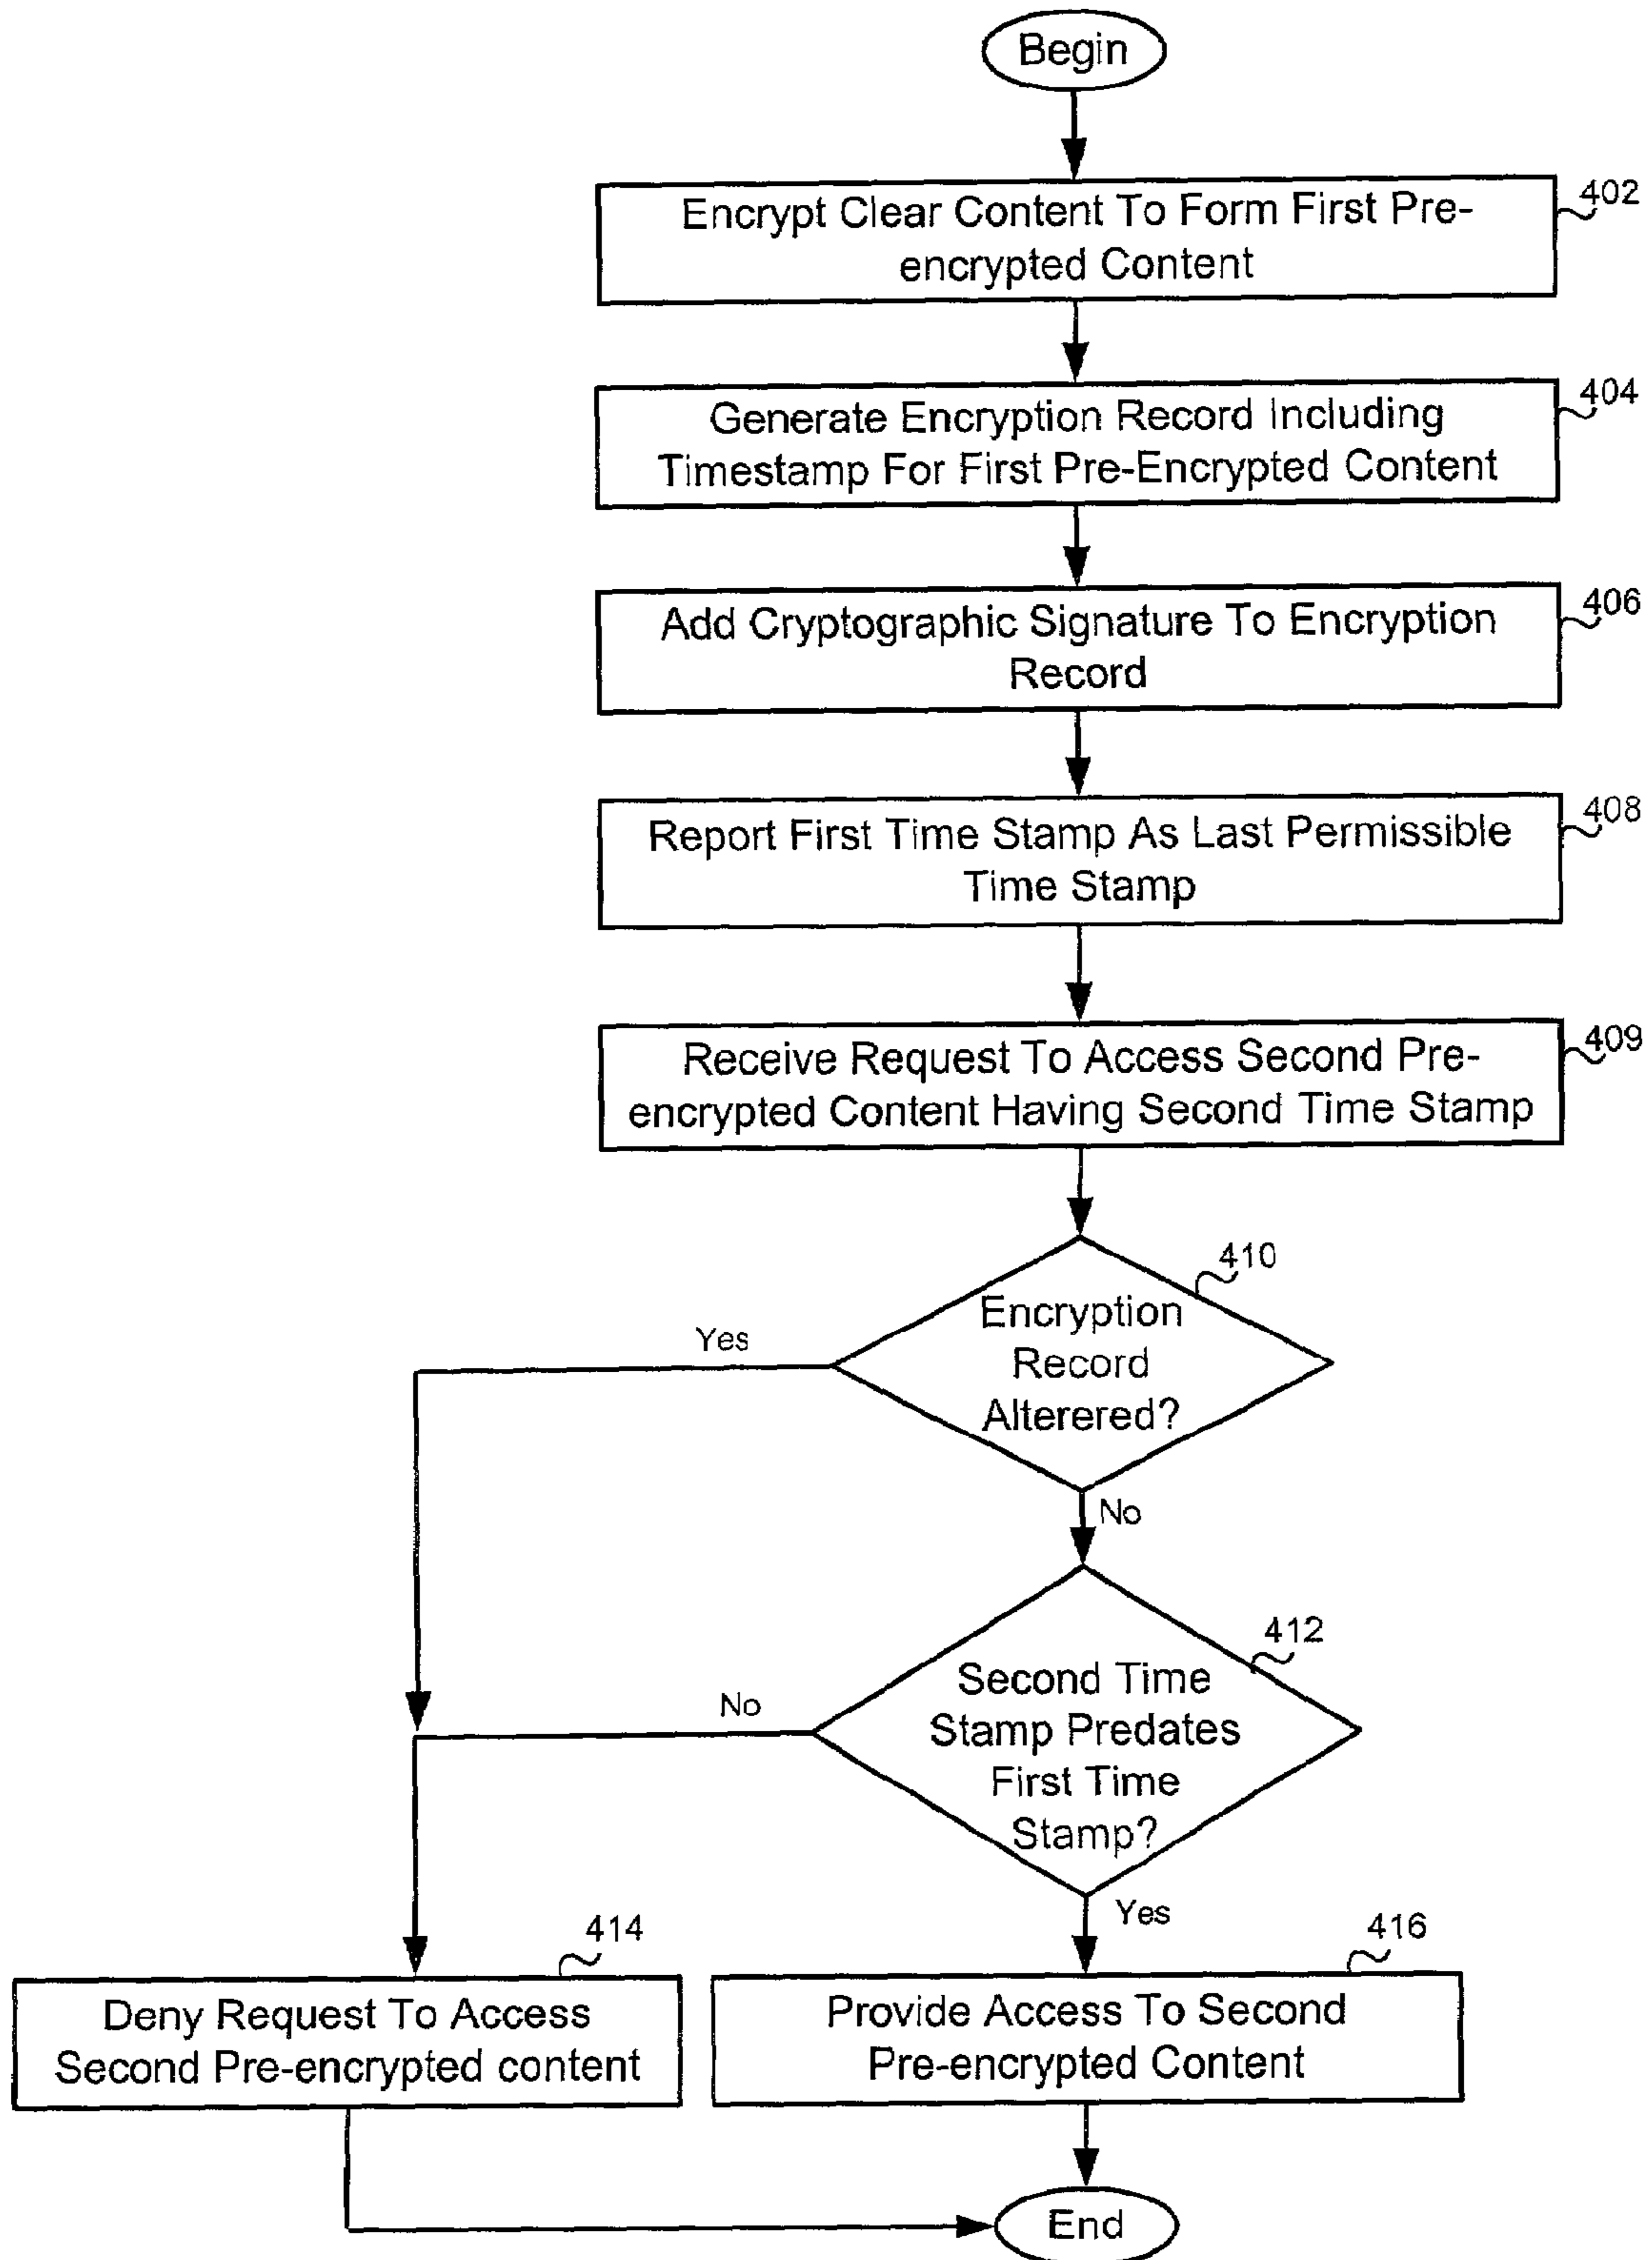 Begin
402
Encrypt Clear Content To Form First Pre-
encrypted Content
404
Generate Encryption Record Including
Timestamp For First Pre-Encrypted Content
406
Add Cryptographic Signature To Encryption
Record
408
Report First Time Stamp As Last Permissible
Time Stamp
409
Receive Request To Access Second Pre-
encrypted Content Having Second Time Stamp
410
Encryption
Record
Alterered?
Yes
No
412
Second Time
Stamp Predates
First Time
Stamp?
No
Yes
414
Deny Request To Access
Second Pre-encrypted content
416
Provide Access To Second
Pre-encrypted Content
End